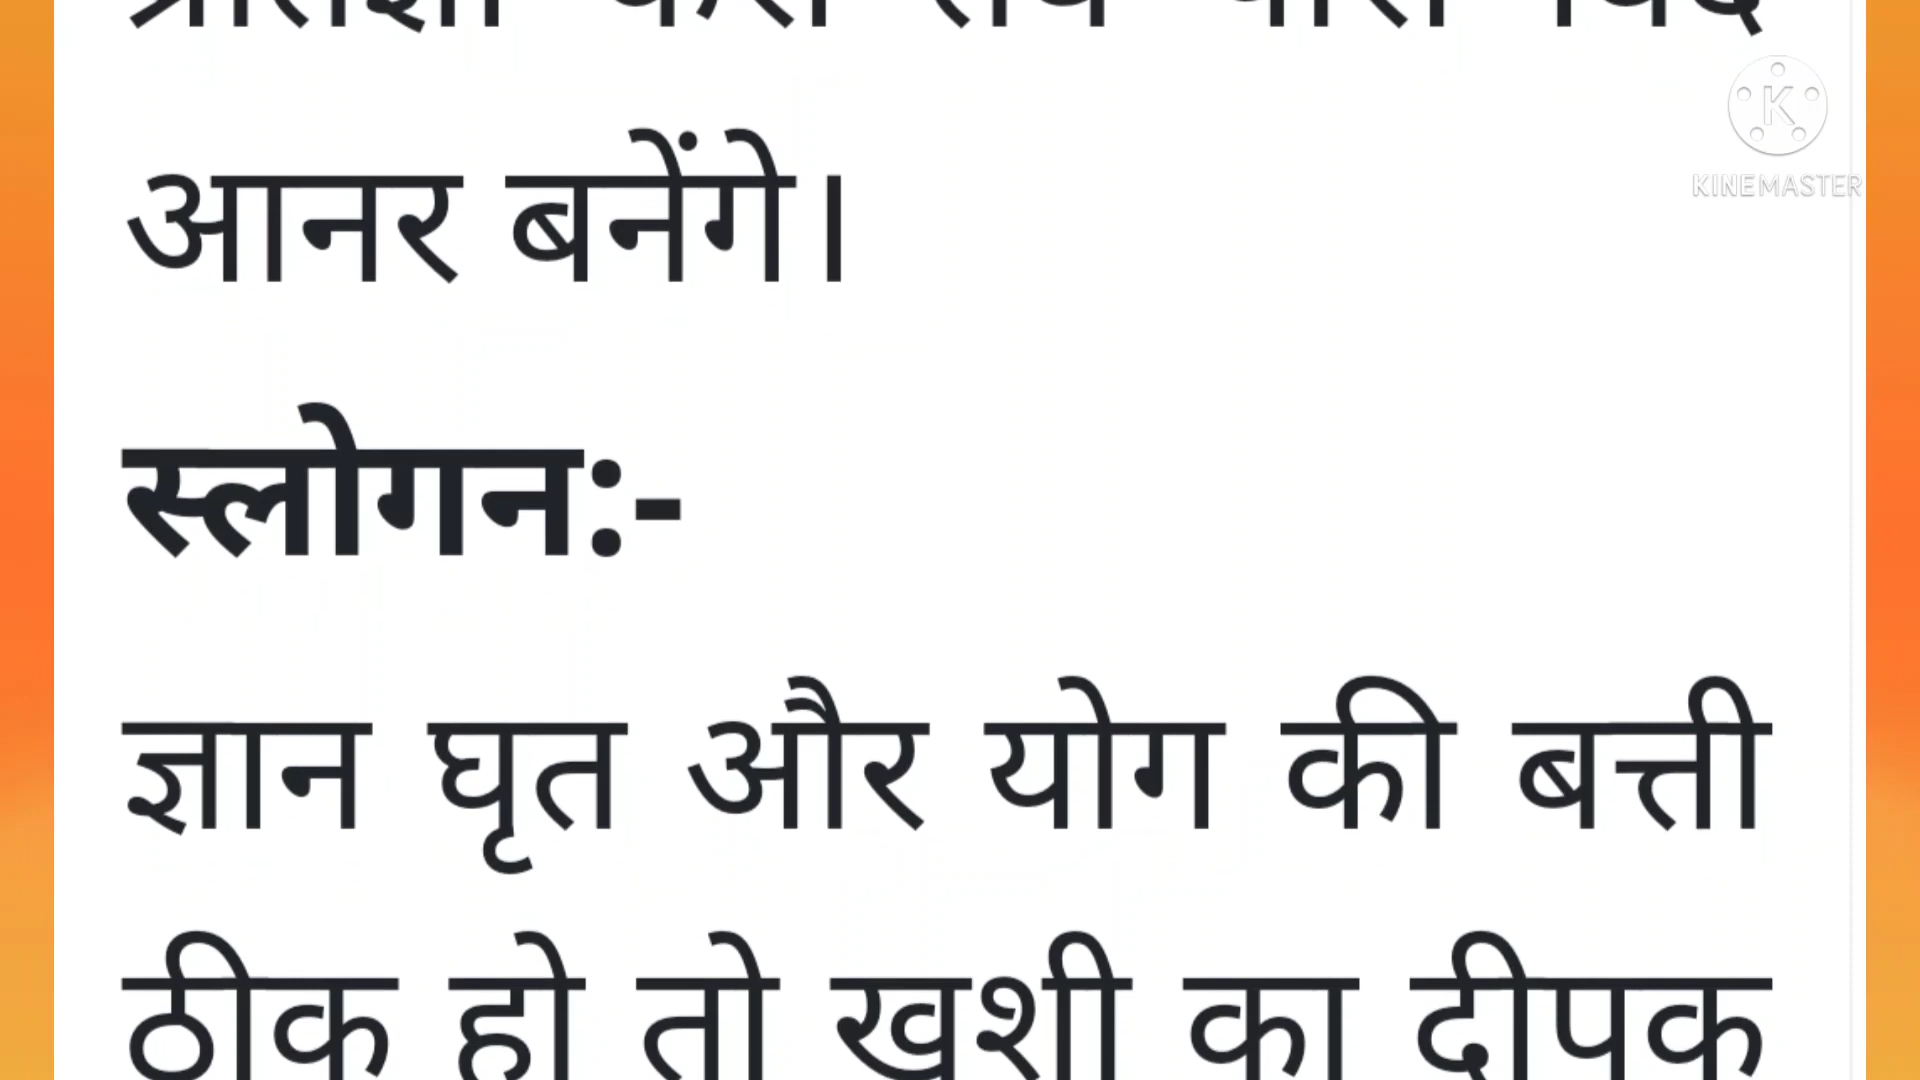 आनर बनेंगे।
KINEMASTER
स्लोगन:-
ज्ञान घृत और योग की बत्ती
ठीक हो तो खुशी का दीपक